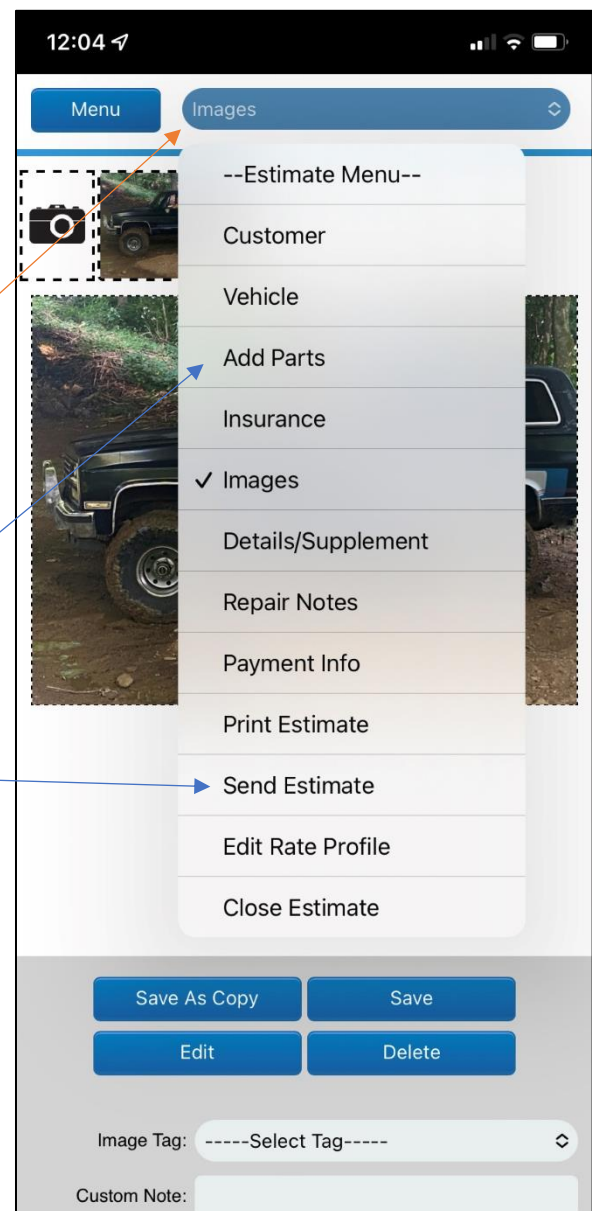 12:04
Menu
Images
--Estimate Menu--
Customer
Vehicle
Add Parts
Insurance
✓ Images
Details/Supplement
Repair Notes
Payment Info
Print Estimate
Send Estimate
Edit Rate Profile
Close Estimate
Save As Copy
Save
Edit
Delete
Image Tag: -----Select Tag-----
Custom Note: